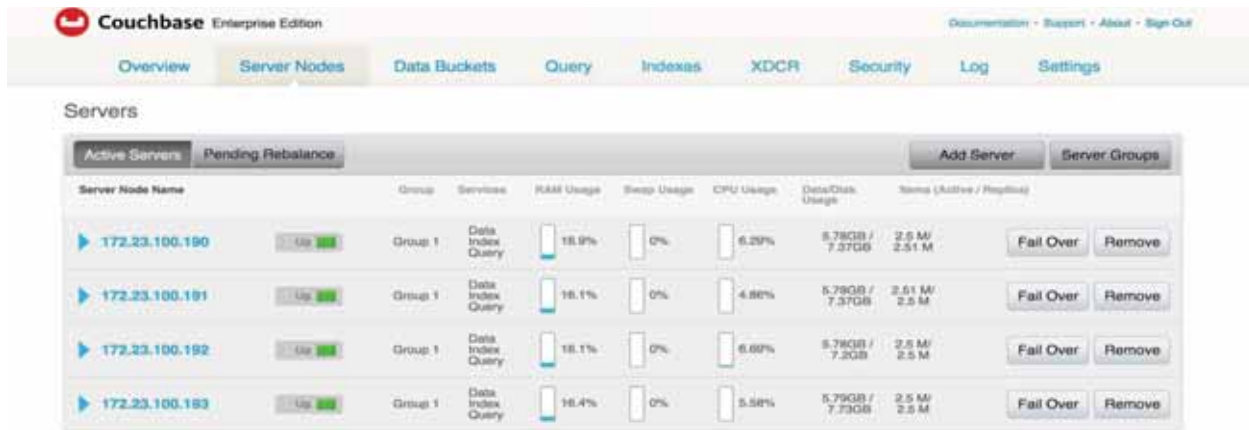 Couchbase Enterprise Edition
Documentation • Support • About • Sign Out
Overview Server Nodes Data Buckets Query Indexes XDCR Security Log Settings
Servers
Active Servers Pending Rebalance Add Server Server Groups
Server Node Name Group Services RAM Usage Swap Usage CPU Usage Data/Disk Usage Items (Active / Replica)
172.23.100.190 Up Group 1 Data Index Query 0% 6.29% 5.78GB / 7.37GB 2.5 M/ 2.51 M Fail Over Remove
172.23.100.191 Up Group 1 Data Index Query 16.1% 0% 4.86% 5.79GB / 7.37GB 2.51 M/ 2.5 M Fail Over Remove
172.23.100.192 Up Group 1 Data Index Query 0% 5.78GB / 7.2GB 2.5 M/ 2.5 M Fail Over Remove
172.23.100.193 Up Group 1 Data Index Query 16.4% 0% 5.58% 5.79GB / 7.73GB 2.5 M/ 2.5 M Fail Over Remove